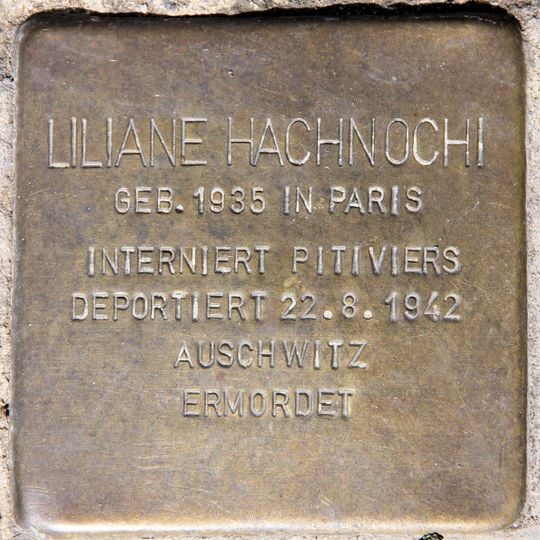 LILIANE HACHNOCHI
GEB. 1935 IN PARIS
INTERNIERT PITIVIERS
DEPORTIERT 22.8.1942
AUSCHWITZ
ERMORDET